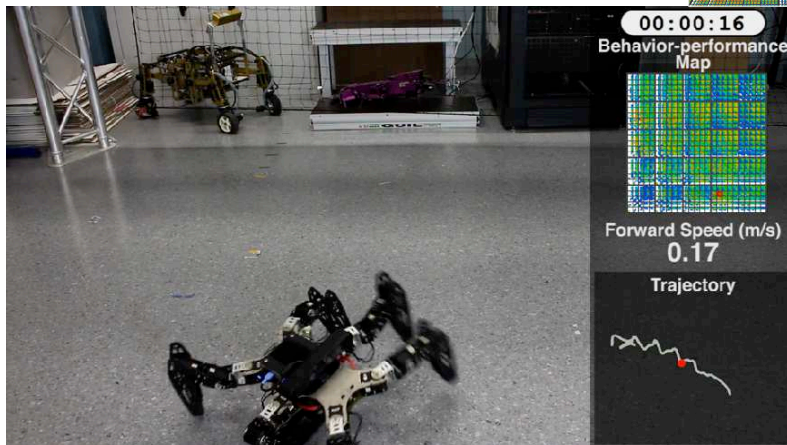 00:00:16
Behavior-performance
Map
Forward Speed (m/s)
0.17
Trajectory